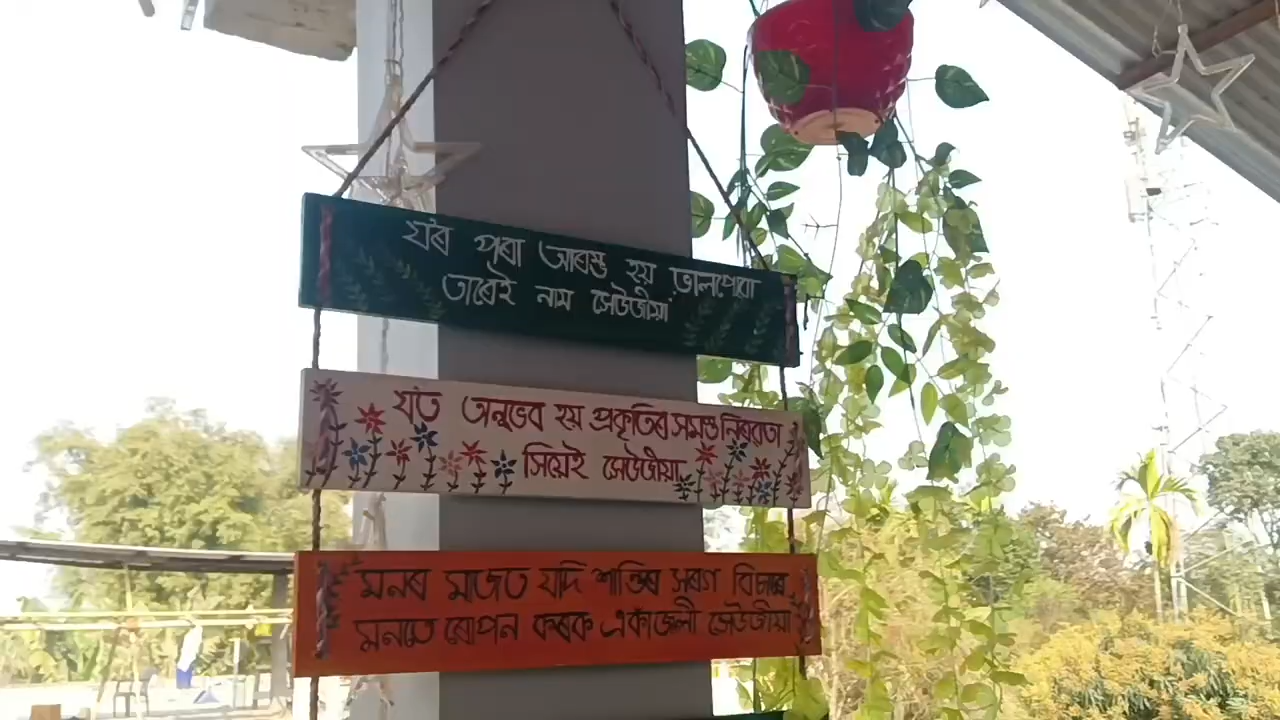 য'ৰ পৰা আৰম্ভ হয় ভালপোৱা
তাৰেই নাম সেউজীয়া
য'ত অনুভৱ হয় প্ৰকৃতিৰ সমস্ত নিৰৱতা
সিয়েই সেউজীয়া
মনৰ মাজত যদি শান্তিৰ সৰগ বিচাৰে,
মনতে ৰোপন কৰক একাঁজলী সেউজীয়া